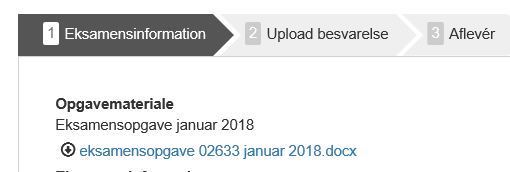 1 Eksamensinformation 2 Upload besvarelse 3 Aflevér
Opgavemateriale
Eksamensopgave januar 2018
eksamensopgave 02633 januar 2018.docx